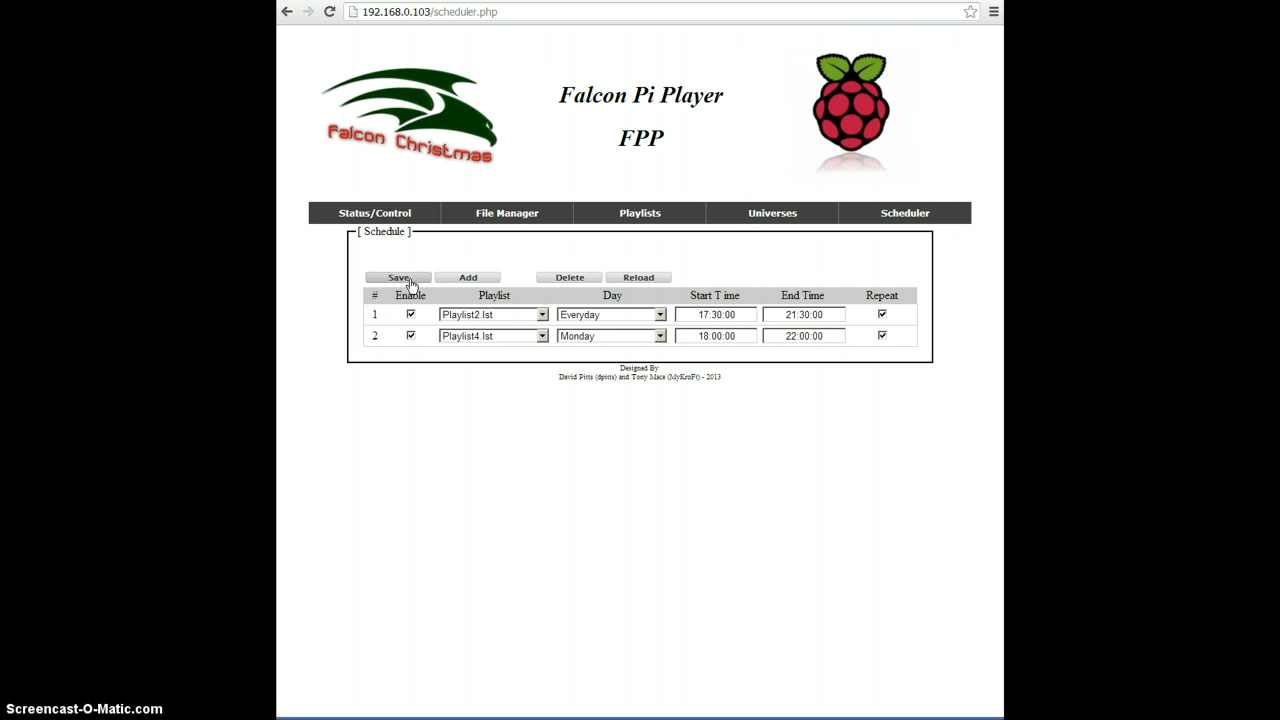 192.168.0.103/scheduler.php
Falcon Pi Player
FPP
Falcon Christmas
Status/Control File Manager Playlists Universes Scheduler
[ Schedule ]
Save Add Delete Reload
# Enable Playlist Day Start Time End Time Repeat
1 Playlist2.lst Everyday 17:30:00 21:30:00
2 Playlist4.lst Monday 18:00:00 22:00:00
Designed By
David Pitts (dpitts) and Tony Mace (MyKroFt) - 2013
Screencast-O-Matic.com